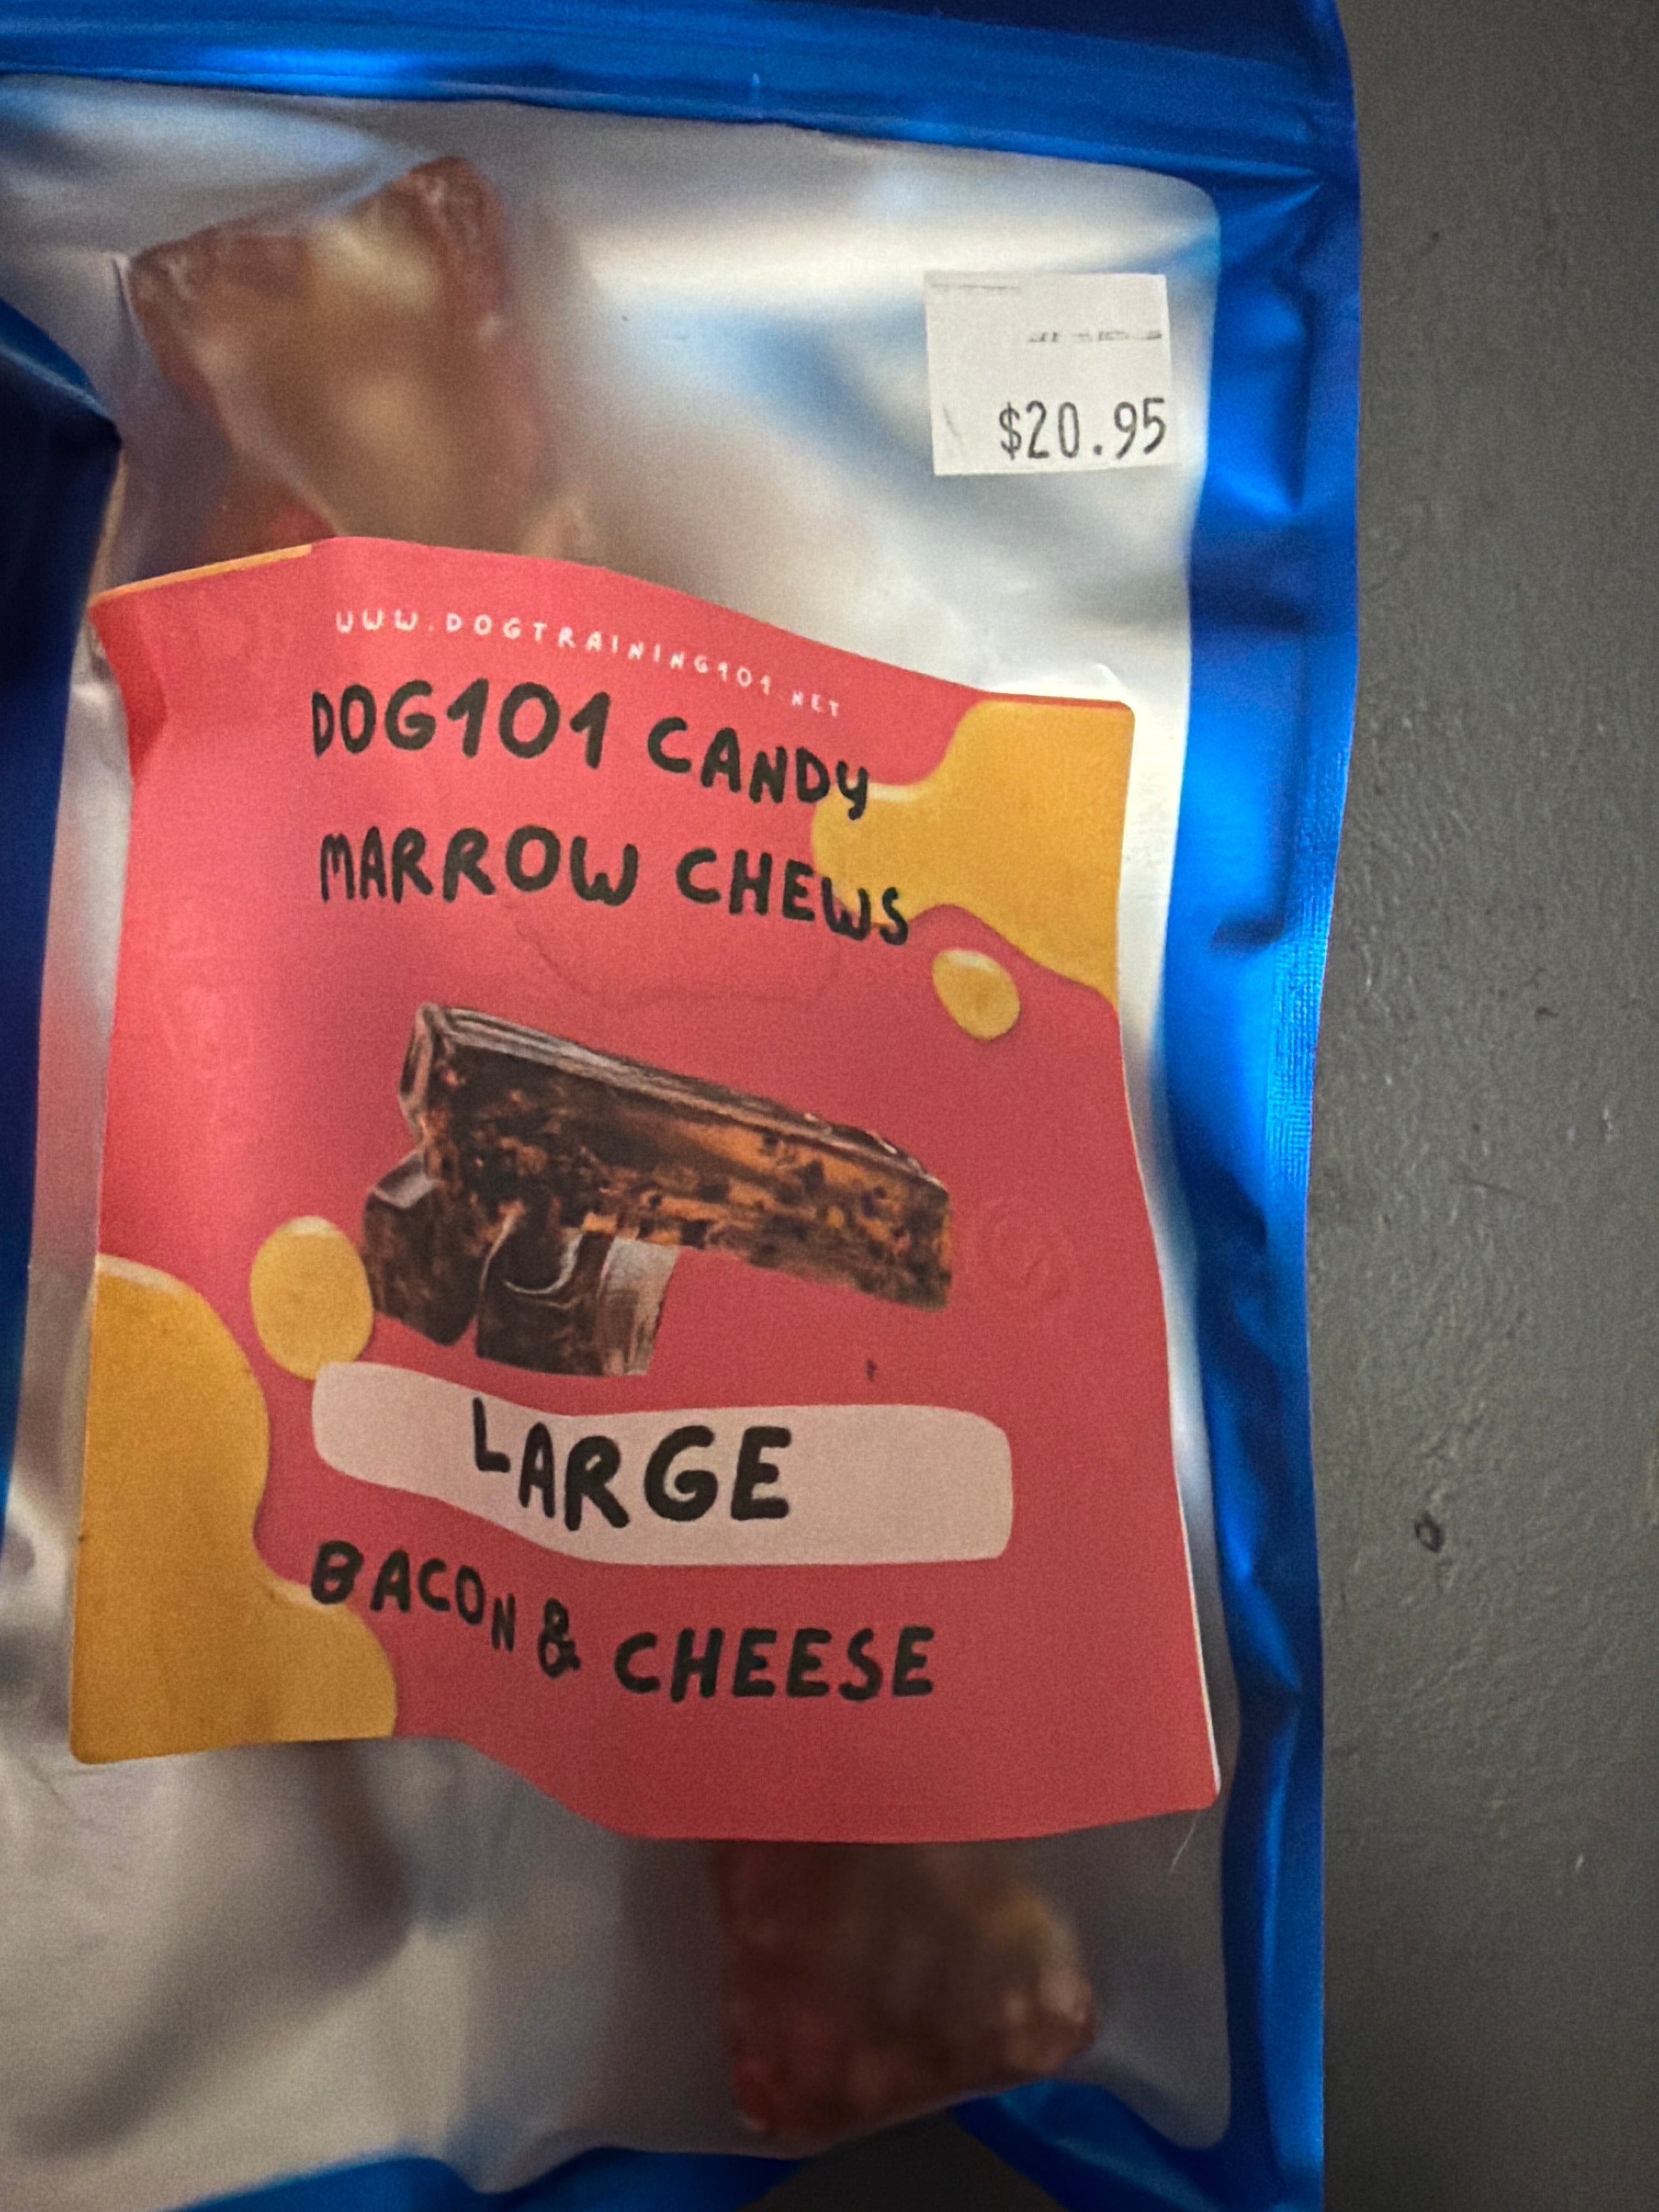 $20.95
WWW.DOGTRAINING101.NET
DOG101 CANDY
MARROW CHEWS
LARGE
BACON & CHEESE